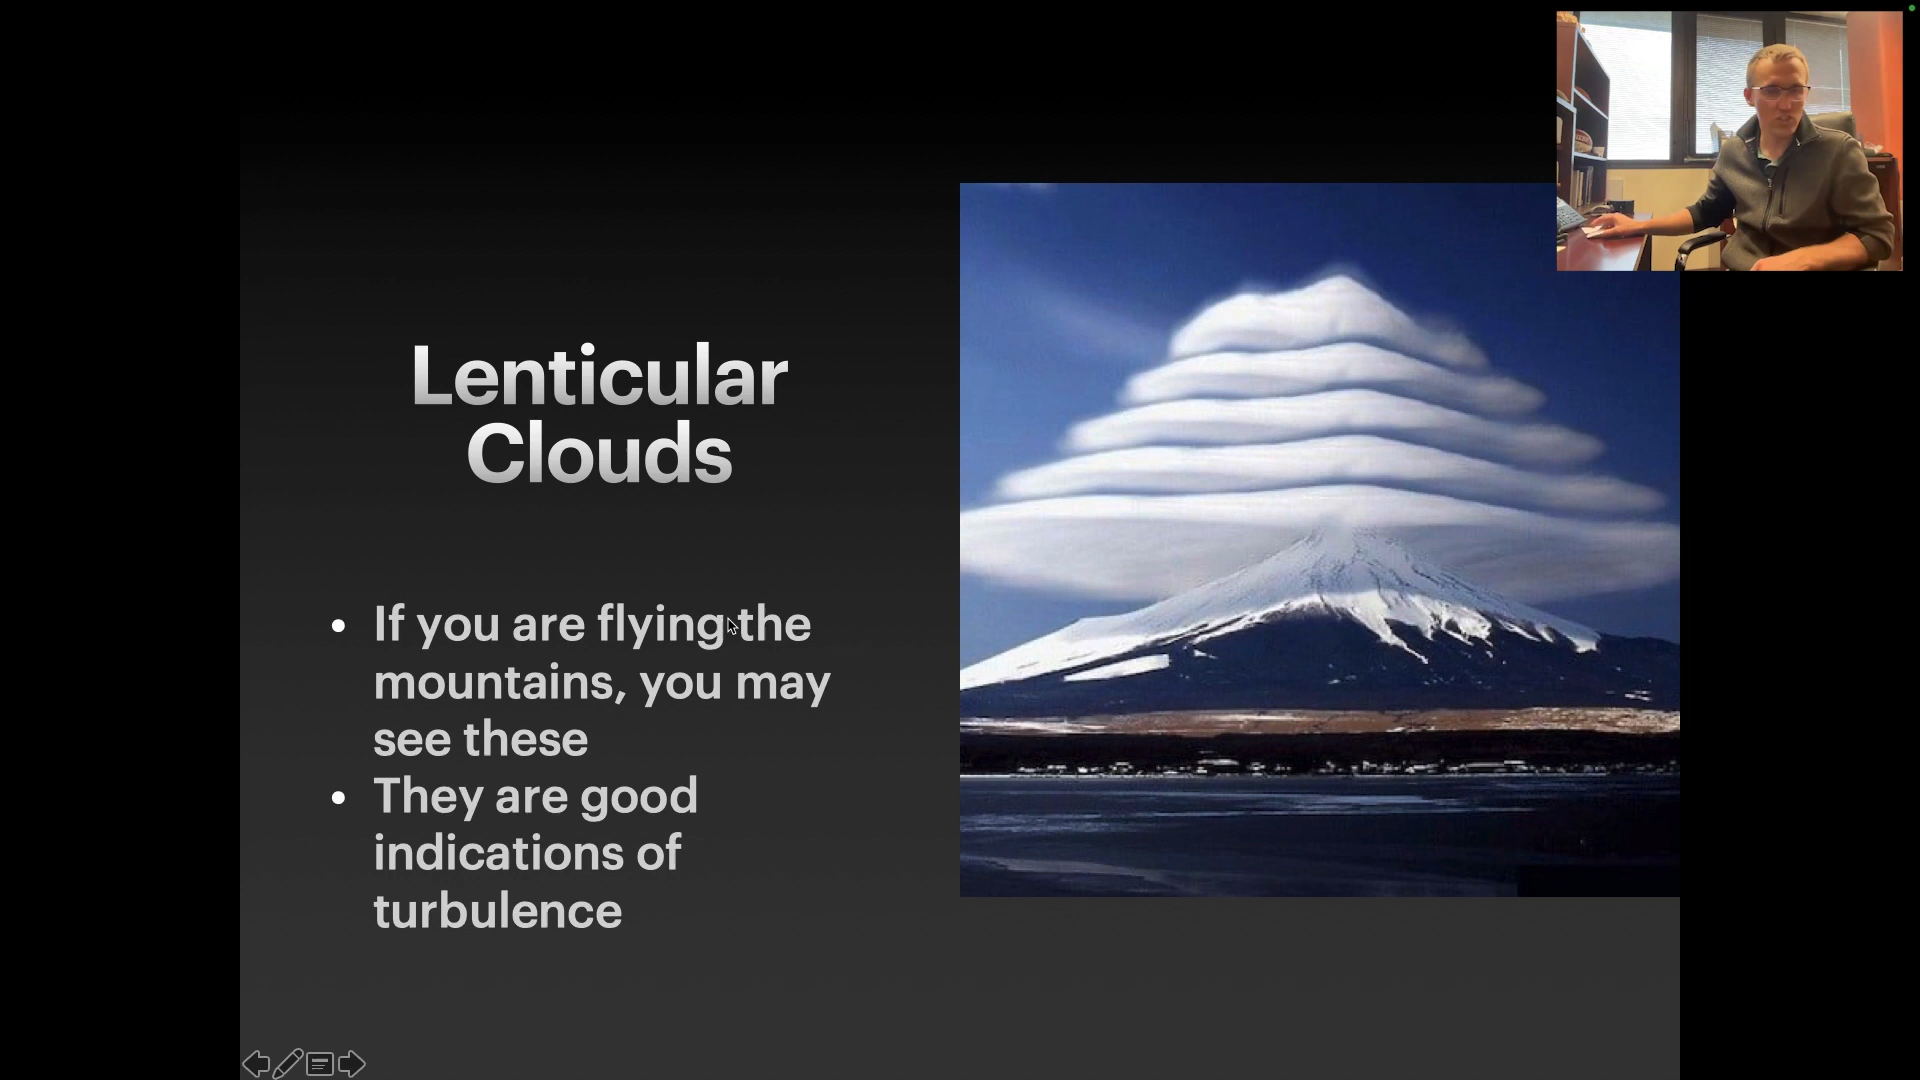 Lenticular
Clouds
• If you are flying the
mountains, you may
see these
• They are good
indications of
turbulence